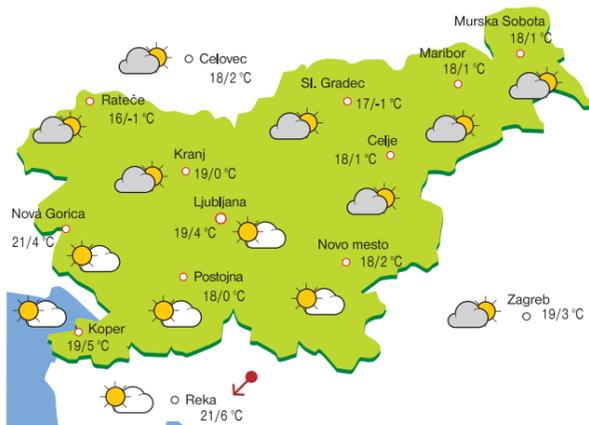 Murska Sobota
18/1 °C
Maribor
18/1 °C
Celovec
18/2 °C
Sl. Gradec
17/-1 °C
Rateče
16/-1 °C
Celje
18/1 °C
Kranj
19/0 °C
Ljubljana
19/4 °C
Nova Gorica
21/4 °C
Novo mesto
18/2 °C
Postojna
18/0 °C
Zagreb
19/3 °C
Koper
19/5 °C
Reka
21/6 °C